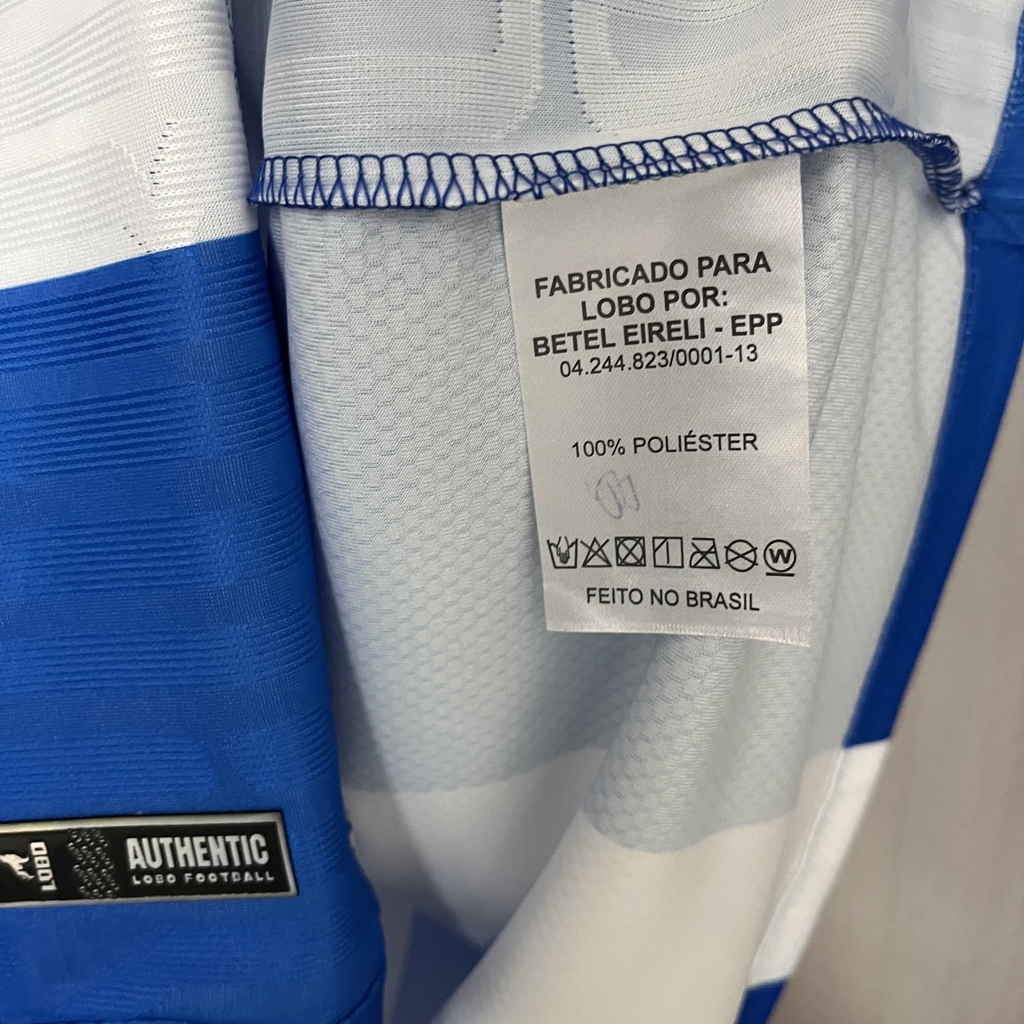 FABRICADO PARA
LOBO POR:
BETEL EIRELI - EPP
04.244.823/0001-13
100% POLIÉSTER
W
FEITO NO BRASIL
LOBO
AUTHENTIC
LOBO FOOTBALL